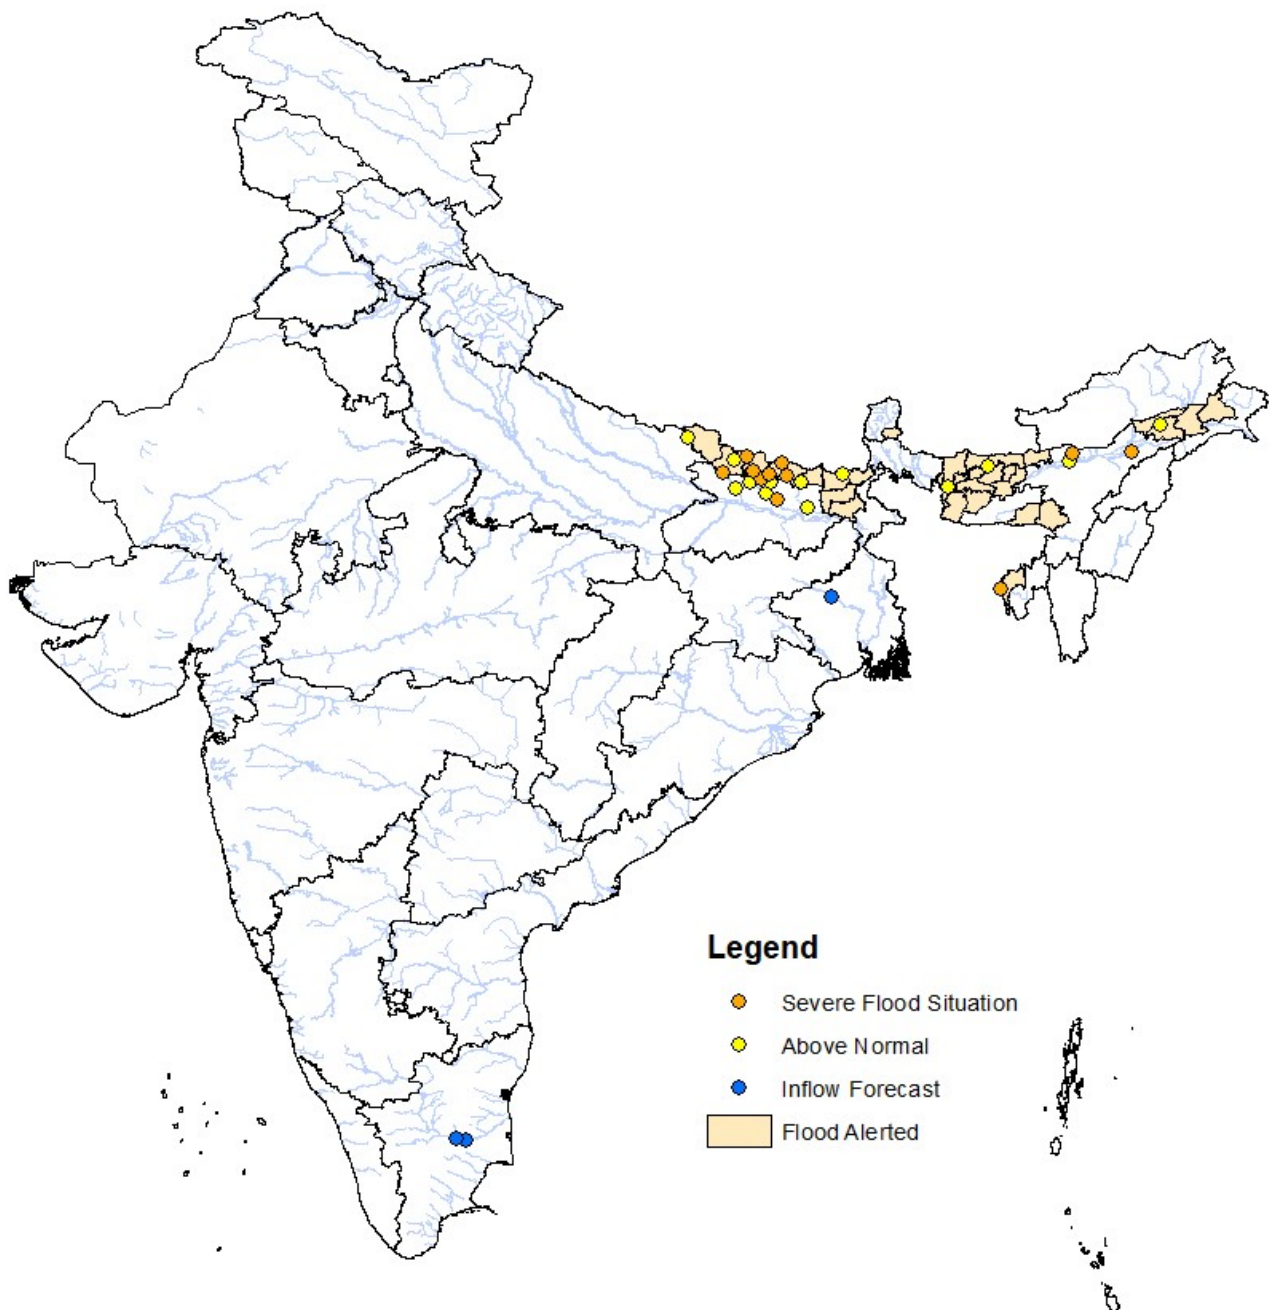 Legend
Severe Flood Situation
Above Normal
Inflow Forecast
Flood Alerted